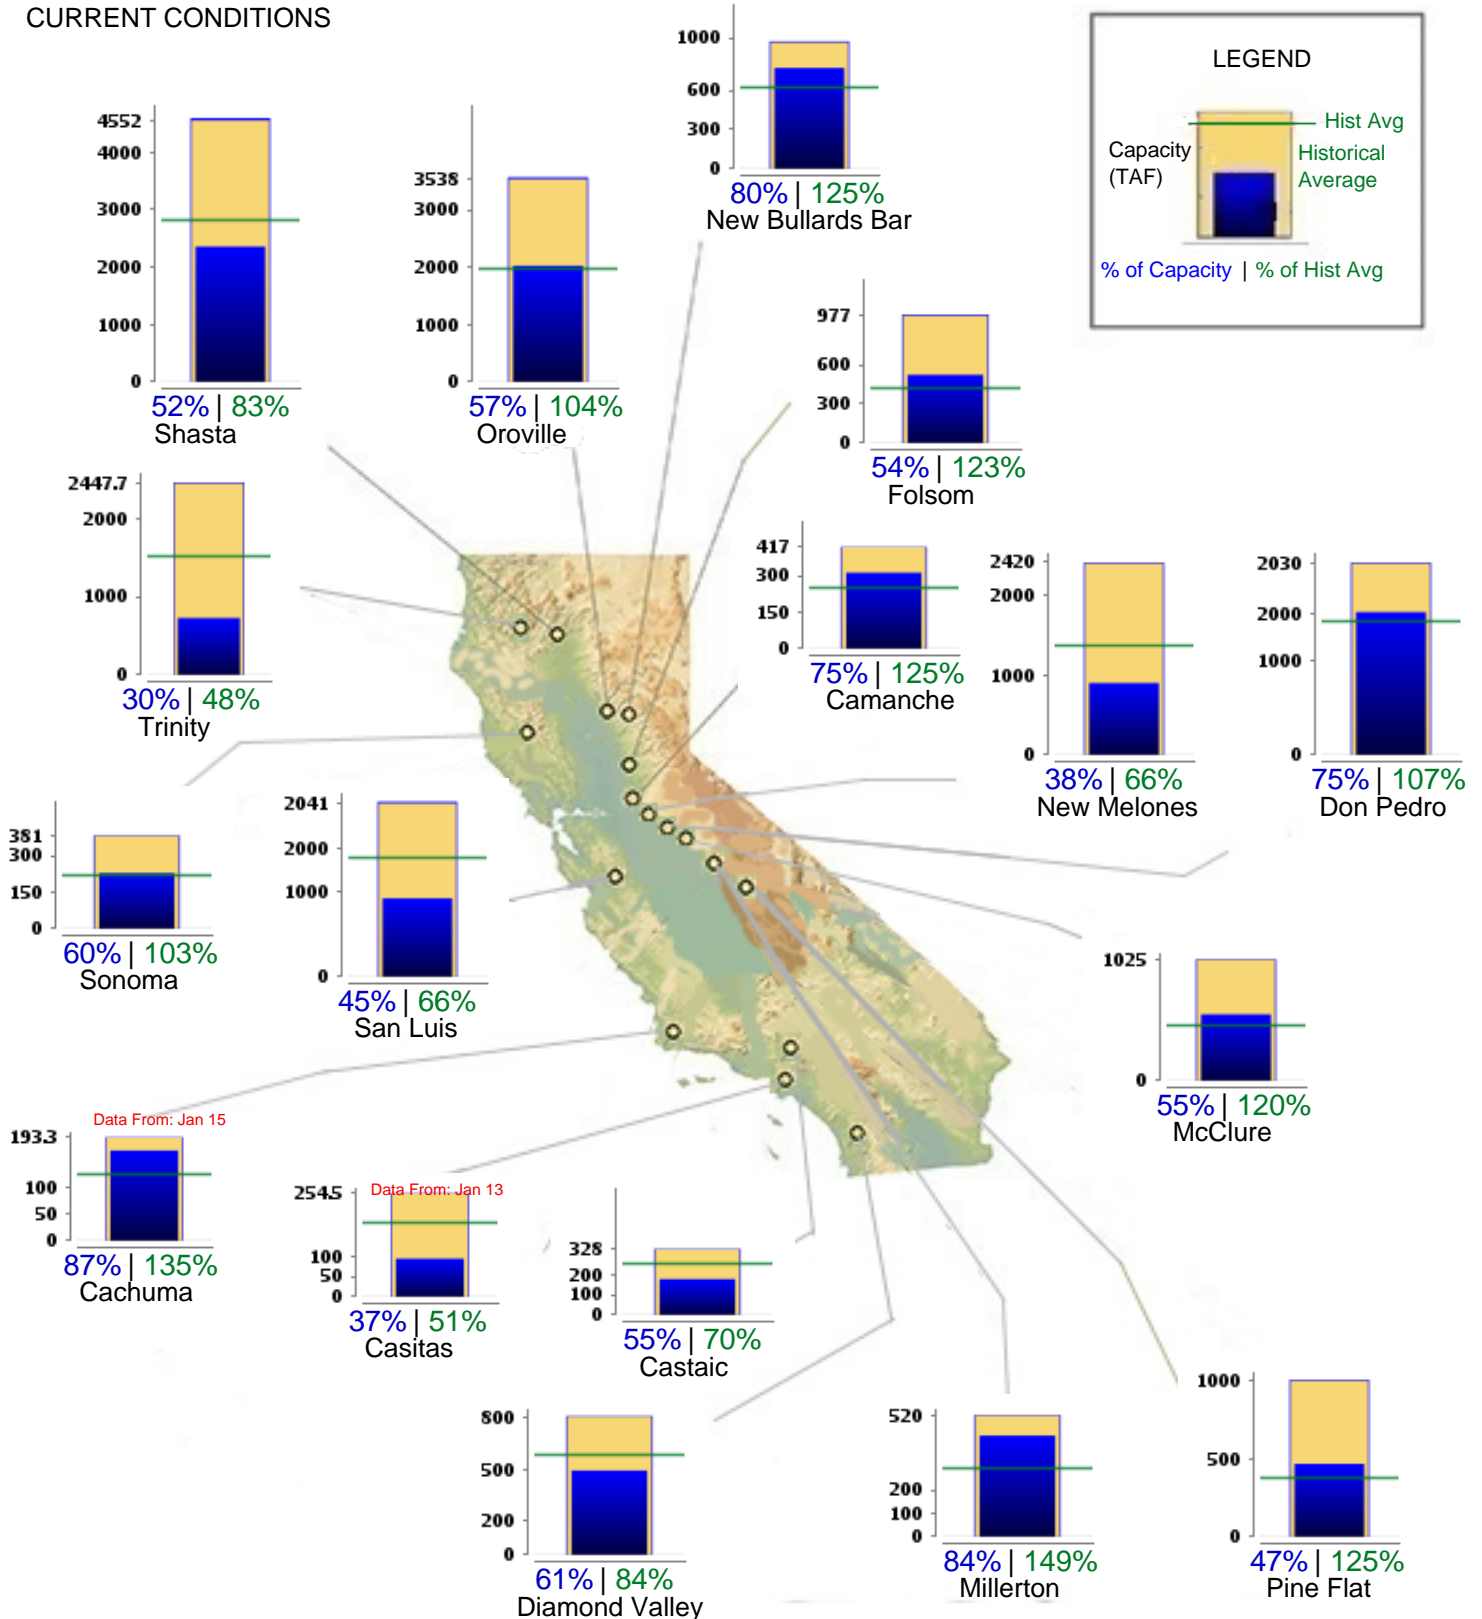 CURRENT CONDITIONS
LEGEND
Hist Avg
Capacity
(TAF)
Historical
Average
% of Capacity | % of Hist Avg
1000
600
300
0
80% | 125%
New Bullards Bar
4552
4000
3000
2000
1000
0
52% | 83%
Shasta
3538
3000
2000
1000
0
57% | 104%
Oroville
977
600
300
0
54% | 123%
Folsom
2447.7
2000
1000
0
30% | 48%
Trinity
417
300
150
0
75% | 125%
Camanche
2420
2000
1000
0
38% | 66%
New Melones
2030
2000
1000
0
75% | 107%
Don Pedro
381
300
150
0
60% | 103%
Sonoma
2041
2000
1000
0
45% | 66%
San Luis
1025
0
55% | 120%
McClure
Data From: Jan 15
193.3
100
50
0
87% | 135%
Cachuma
Data From: Jan 13
254.5
100
50
0
37% | 51%
Casitas
328
200
100
0
55% | 70%
Castaic
800
500
200
0
61% | 84%
Diamond Valley
520
200
100
0
84% | 149%
Millerton
1000
500
0
47% | 125%
Pine Flat